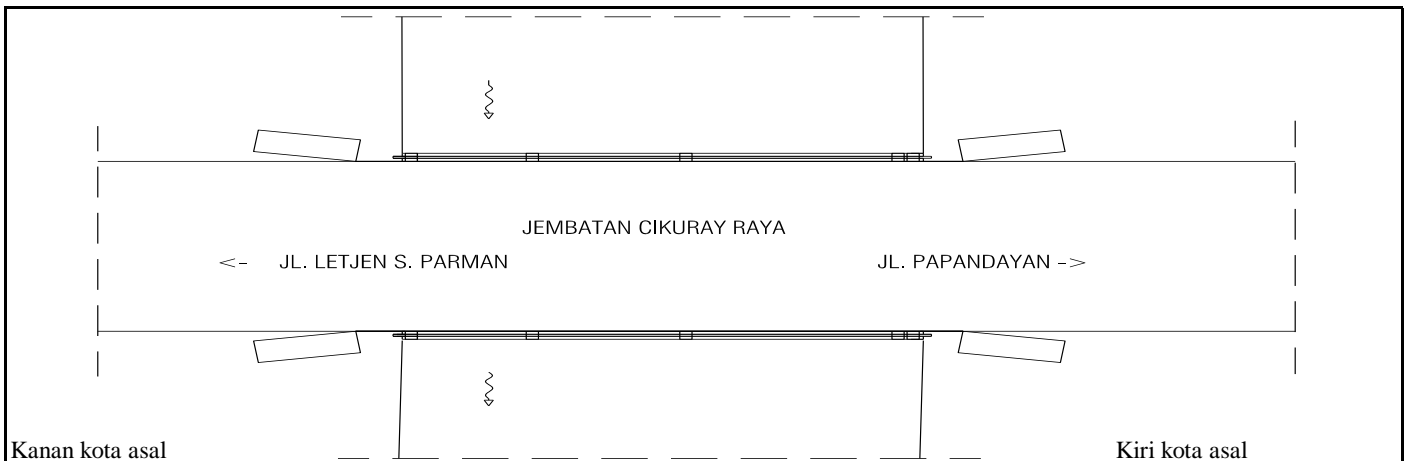 JEMBATAN CIKURAY RAYA
<- JL. LETJEN S. PARMAN JL. PAPANDAYAN ->
Kanan kota asal Kiri kota asal